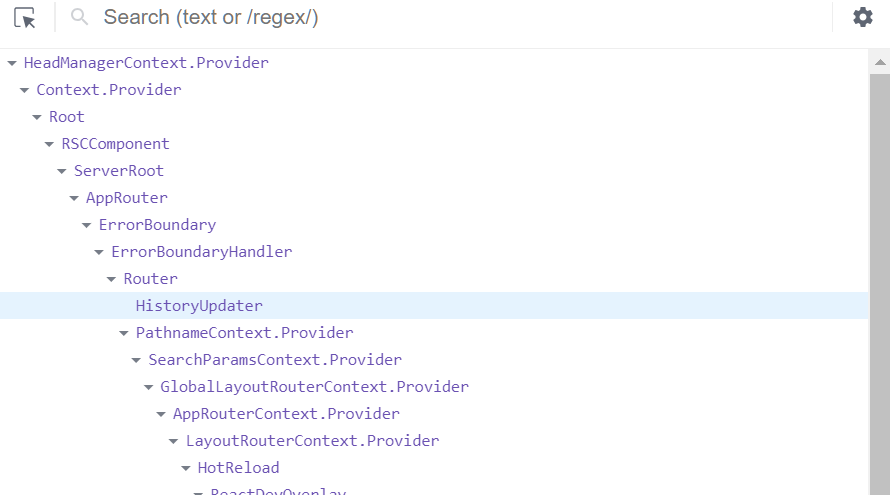 Search (text or /regex/)
HeadManagerContext.Provider
Context.Provider
Root
RSCComponent
ServerRoot
AppRouter
ErrorBoundary
ErrorBoundaryHandler
Router
HistoryUpdater
PathnameContext.Provider
SearchParamsContext.Provider
GlobalLayoutRouterContext.Provider
AppRouterContext.Provider
LayoutRouterContext.Provider
HotReload
ReactDevOverlay